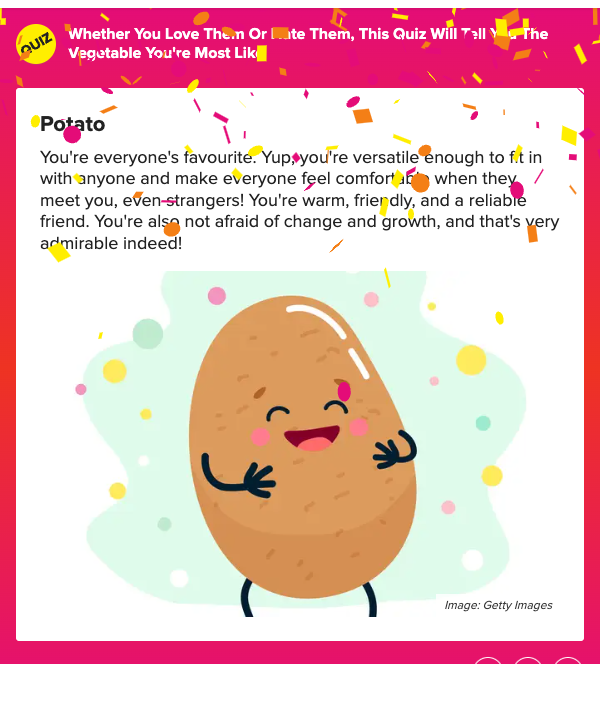 QUIZ
Whether You Love Them Or Hate Them, This Quiz Will Tell You The
Vegetable You're Most Like
Potato
You're everyone's favourite. Yup, you're versatile enough to fit in
with anyone and make everyone feel comfortable when they
meet you, even strangers! You're warm, friendly, and a reliable
friend. You're also not afraid of change and growth, and that's very
admirable indeed!
Image: Getty Images